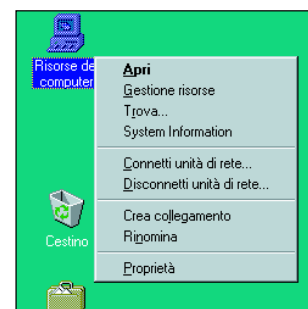 Risorse de
computer
Apri
Gestione risorse
Trova...
System Information
Connetti unità di rete...
Disconnetti unità di rete...
Crea collegamento
Rinomina
Proprietà
Cestino